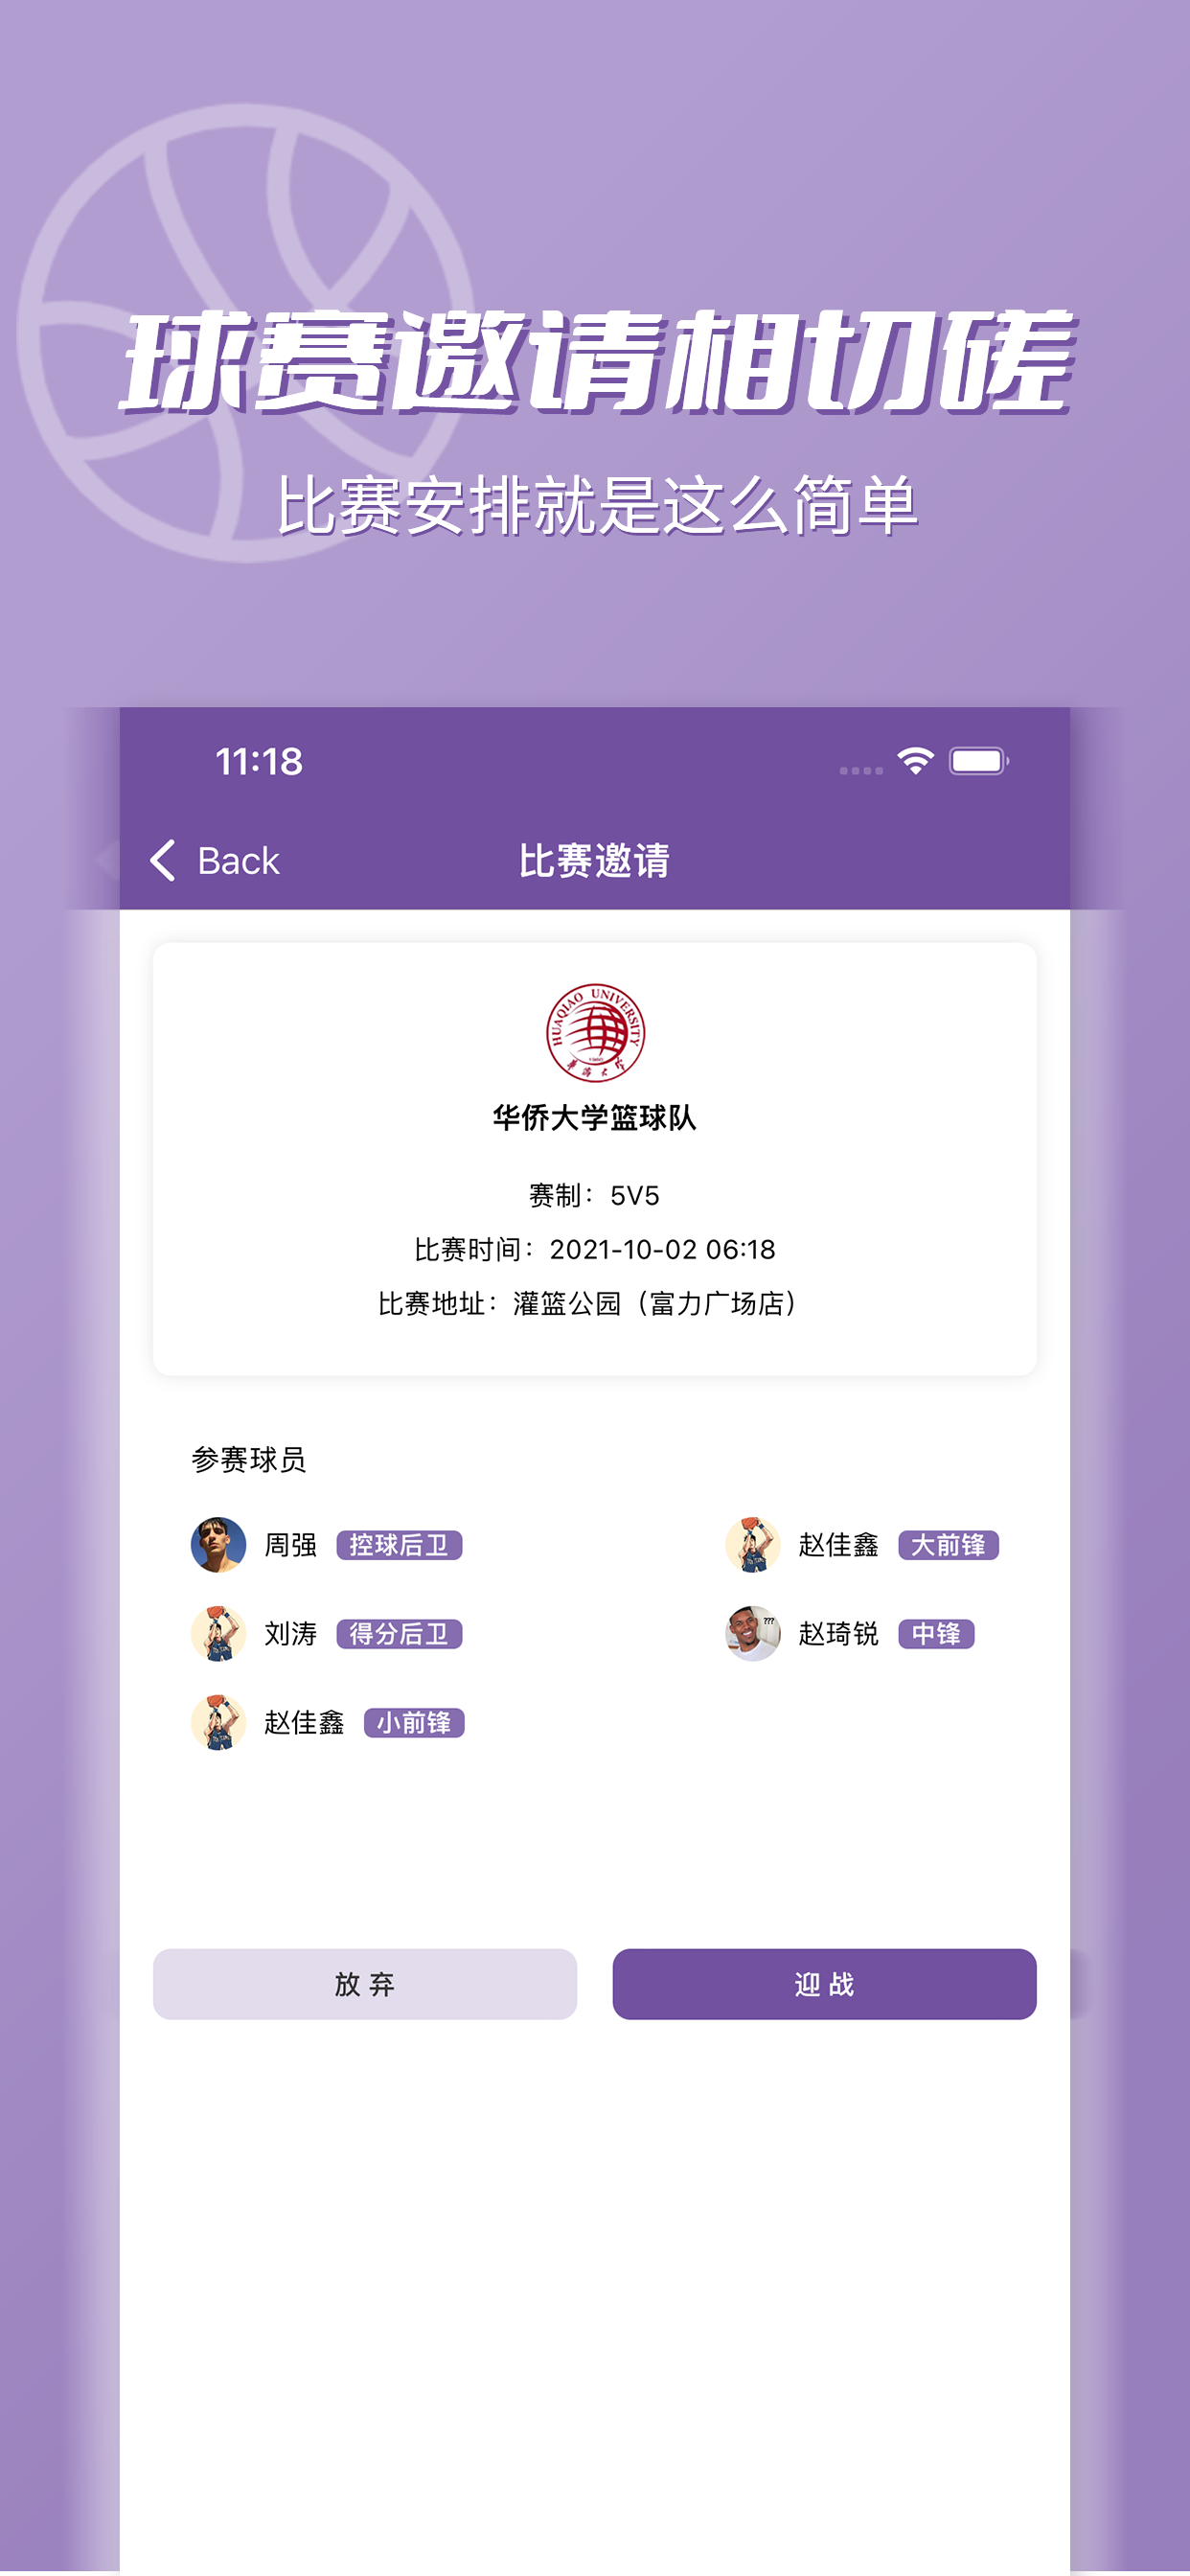 球赛邀请相切磋
比赛安排就是这么简单
11:18
Back
比赛邀请
HUAQIAO UNIVERSITY
1960
华侨大学
华侨大学篮球队
赛制：5V5
比赛时间：2021-10-02 06:18
比赛地址：灌篮公园（富力广场店）
参赛球员
周强 控球后卫
赵佳鑫 大前锋
刘涛 得分后卫
???
赵琦锐 中锋
赵佳鑫 小前锋
放弃
迎战